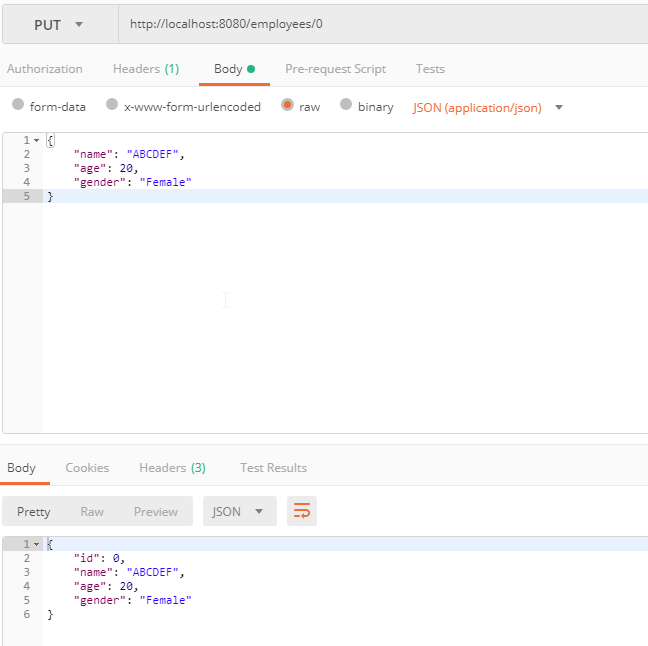 PUT http://localhost:8080/employees/0
Authorization Headers (1) Body Pre-request Script Tests
form-data x-www-form-urlencoded raw binary JSON (application/json)
1 {
2 "name": "ABCDEF",
3 "age": 20,
4 "gender": "Female"
5 }
Body Cookies Headers (3) Test Results
Pretty Raw Preview JSON
1 {
2 "id": 0,
3 "name": "ABCDEF",
4 "age": 20,
5 "gender": "Female"
6 }